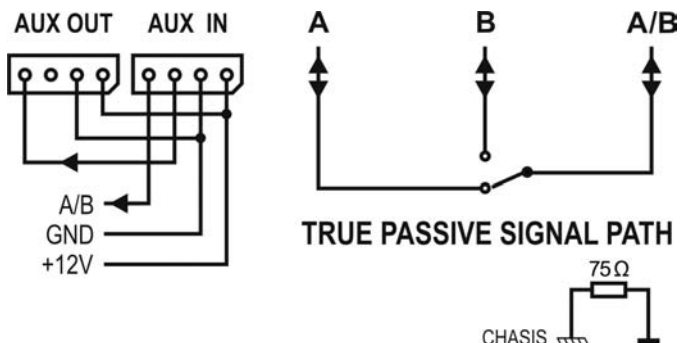 AUX OUT AUX IN
A B A/B
A/B
GND
+12V
TRUE PASSIVE SIGNAL PATH
75Ω
CHASIS